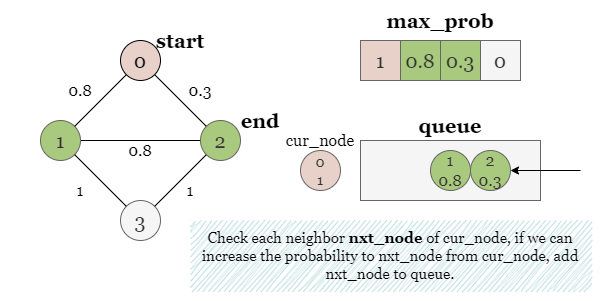 start
max_prob
0
1 0.8 0.3 0
0.8
0.3
end
1
0.8
2
cur_node
queue
0
1
1
0.8
2
0.3
1
1
3
Check each neighbor nxt_node of cur_node, if we can
increase the probability to nxt_node from cur_node, add
nxt_node to queue.